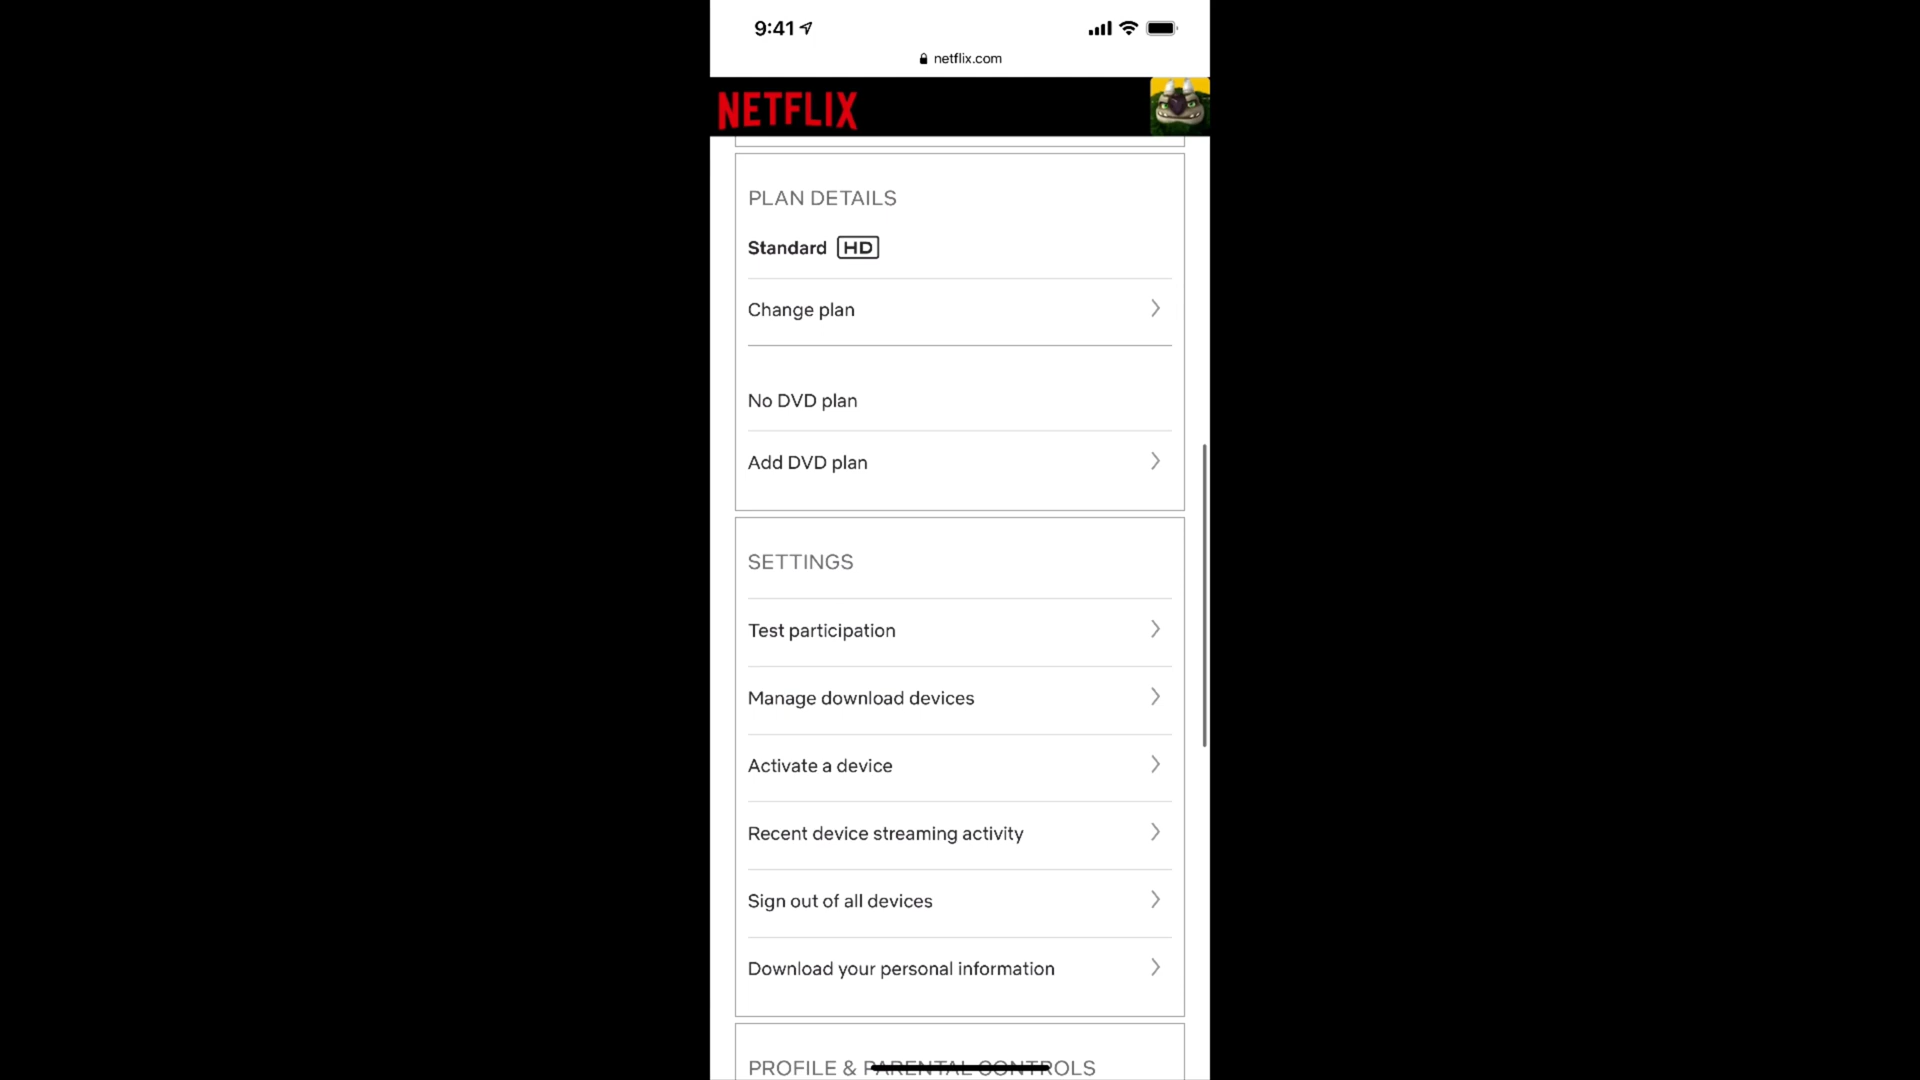 9:41
netflix.com
NETFLIX
PLAN DETAILS
Standard HD
Change plan
No DVD plan
Add DVD plan
SETTINGS
Test participation
Manage download devices
Activate a device
Recent device streaming activity
Sign out of all devices
Download your personal information
PROFILE & PARENTAL CONTROLS